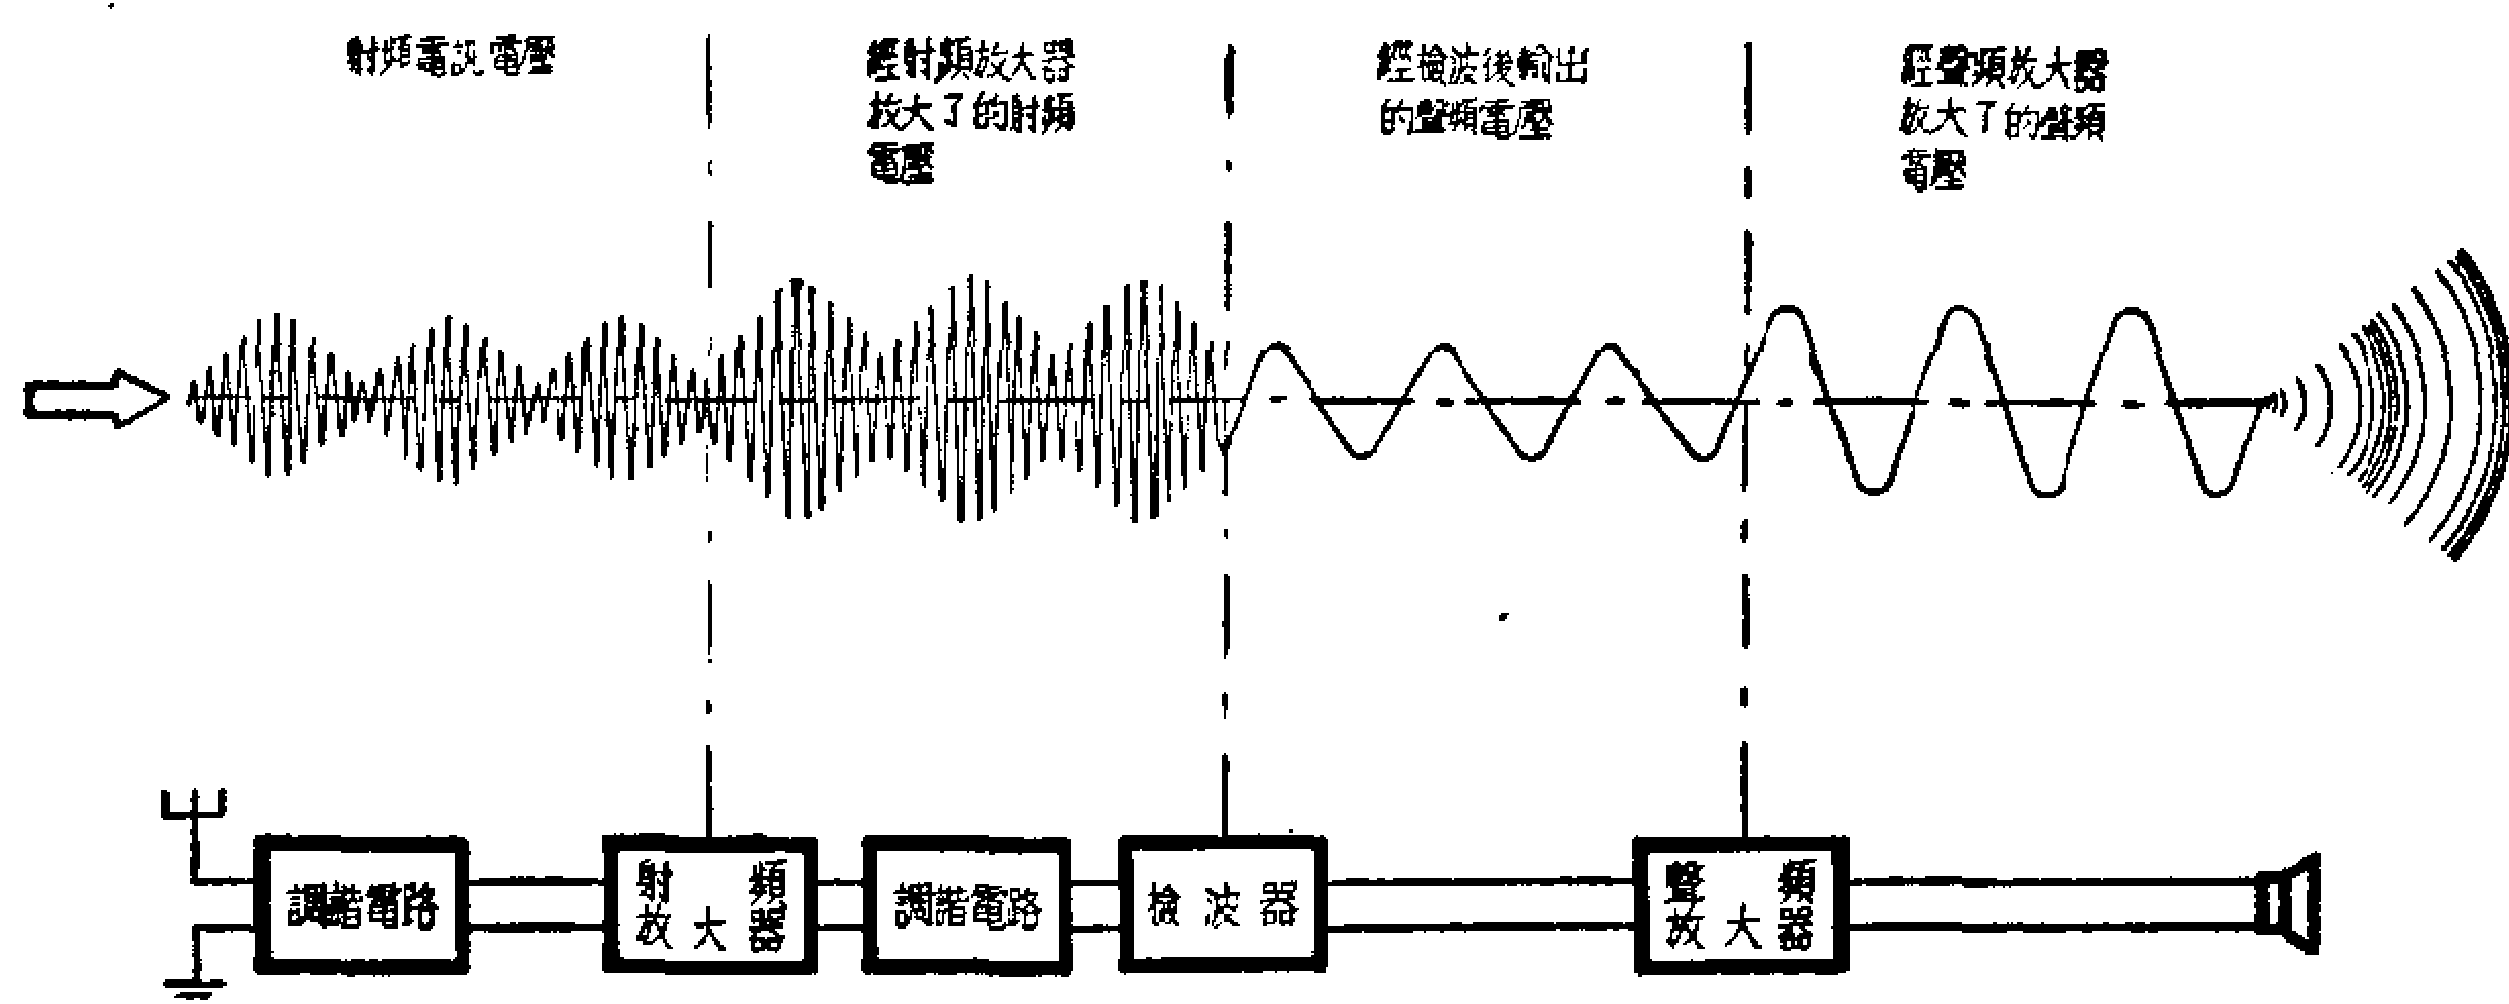 射頻電訊電壓
經射頻放大器
放大了的射頻
電壓
經檢波後輸出
的聲頻電壓
經聲頻放大器
放大了的聲頻
電壓
調諧電路
射頻
放大器
調諧電路
檢波器
聲頻
放大器